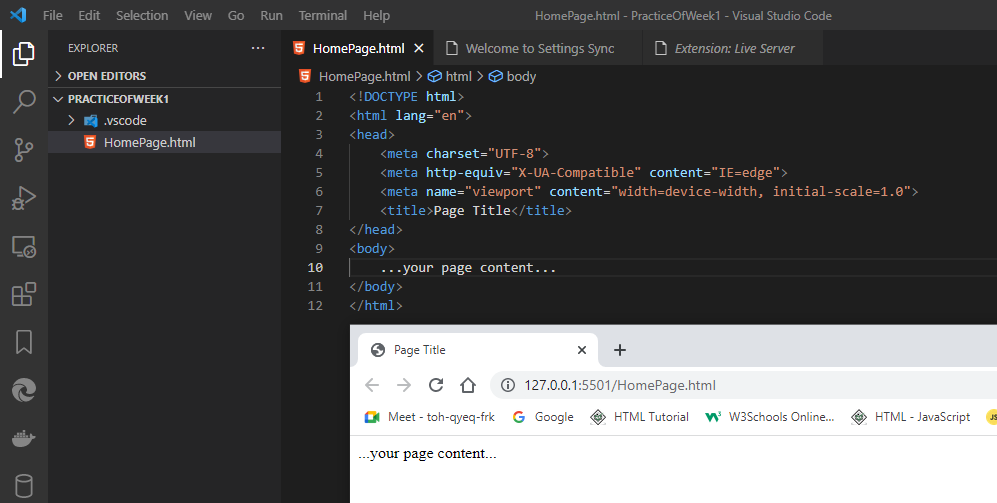 File Edit Selection View Go Run Terminal Help HomePage.html - PracticeOfWeek1 - Visual Studio Code
EXPLORER ...
HomePage.html Welcome to Settings Sync Extension: Live Server
OPEN EDITORS
PRACTICEOFWEEK1
.vscode
HomePage.html
HomePage.html > html > body
1 <!DOCTYPE html>
2 <html lang="en">
3 <head>
4 <meta charset="UTF-8">
5 <meta http-equiv="X-UA-Compatible" content="IE=edge">
6 <meta name="viewport" content="width=device-width, initial-scale=1.0">
7 <title>Page Title</title>
8 </head>
9 <body>
10 ...your page content...
11 </body>
12 </html>
Page Title
127.0.0.1:5501/HomePage.html
Meet - toh-qyeq-frk Google HTML Tutorial W3Schools Online... HTML - JavaScript JS
...your page content...